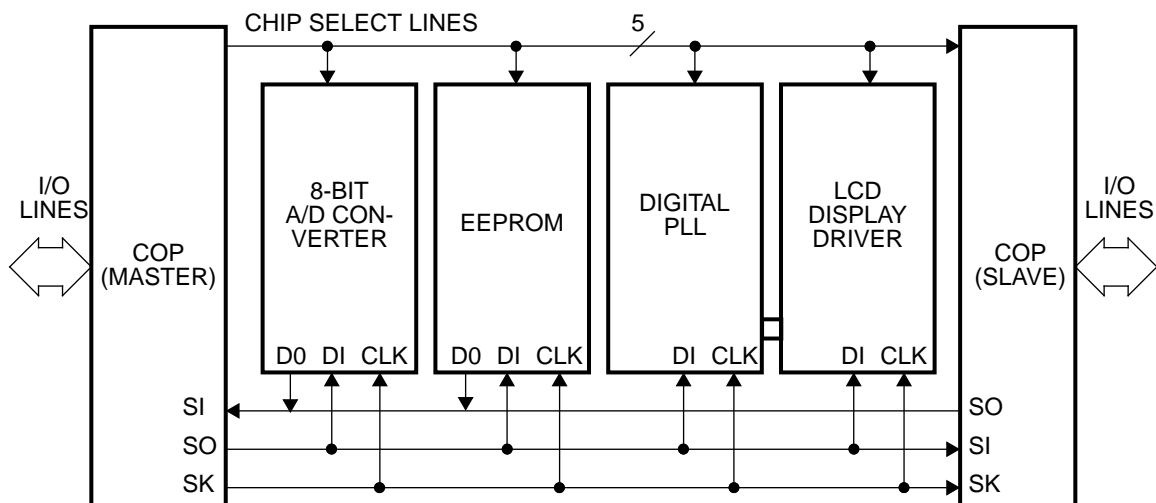 CHIP SELECT LINES
5
I/O
LINES
COP
(MASTER)
8-BIT
A/D CON-
VERTER
EEPROM
DIGITAL
PLL
LCD
DISPLAY
DRIVER
COP
(SLAVE)
I/O
LINES
D0 DI CLK
D0 DI CLK
DI CLK
DI CLK
SI
SO
SO
SI
SK
SK